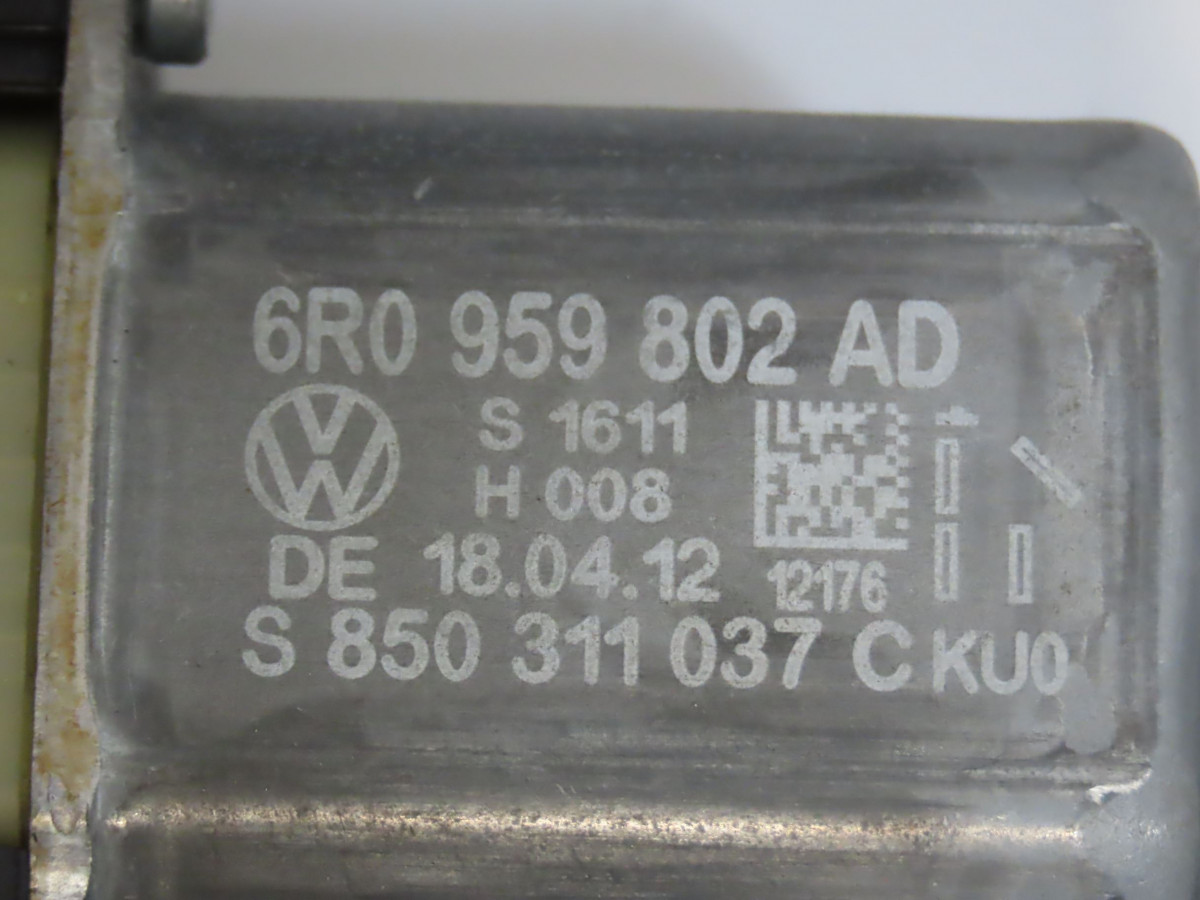 6R0 959 802 AD
S 1611
H 008
DE 18.04.12 12176
S 850 311 037 C KU0